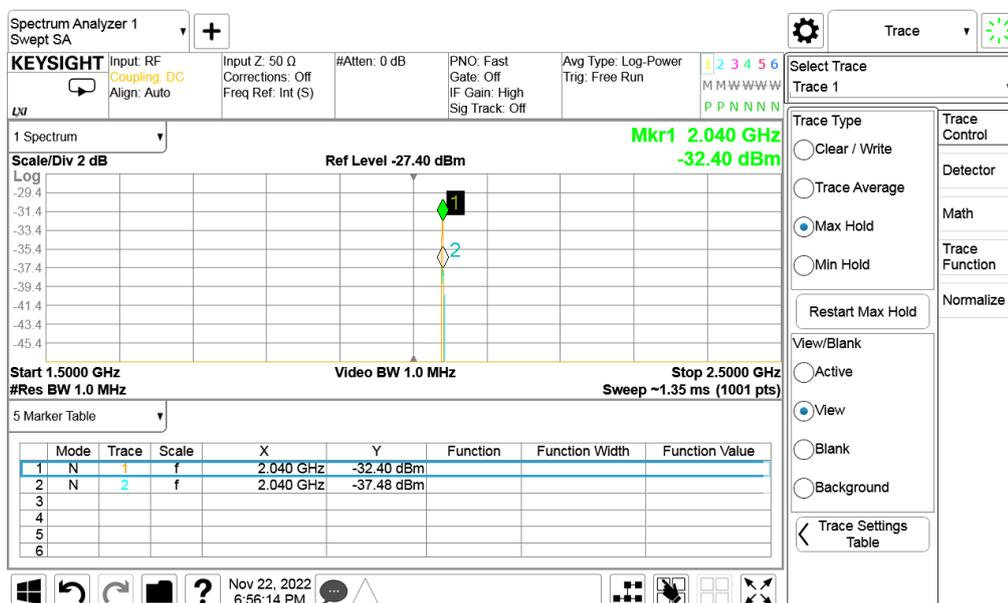 Spectrum Analyzer 1
Swept SA
+
Trace
KEYSIGHT
LXI
Input: RF
Coupling: DC
Align: Auto
Input Z: 50 Ω
Corrections: Off
Freq Ref: Int (S)
#Atten: 0 dB
PNO: Fast
Gate: Off
IF Gain: High
Sig Track: Off
Avg Type: Log-Power
Trig: Free Run
1 2 3 4 5 6
M M W W W W
P P N N N N
Select Trace
Trace 1
1 Spectrum
Mkr1 2.040 GHz
-32.40 dBm
Scale/Div 2 dB
Ref Level -27.40 dBm
Log
-29.4
-31.4
-33.4
-35.4
-37.4
-39.4
-41.4
-43.4
-45.4
1
2
Start 1.5000 GHz
Video BW 1.0 MHz
Stop 2.5000 GHz
#Res BW 1.0 MHz
Sweep ~1.35 ms (1001 pts)
5 Marker Table
Mode Trace Scale X Y Function Function Width Function Value
1 N 1 f 2.040 GHz -32.40 dBm
2 N 2 f 2.040 GHz -37.48 dBm
3
4
5
6
Trace Type
Clear / Write
Trace Average
Max Hold
Min Hold
Restart Max Hold
View/Blank
Active
View
Blank
Background
Trace Settings
Table
Trace
Control
Detector
Math
Trace
Function
Normalize
?
Nov 22, 2022
6:56:14 PM